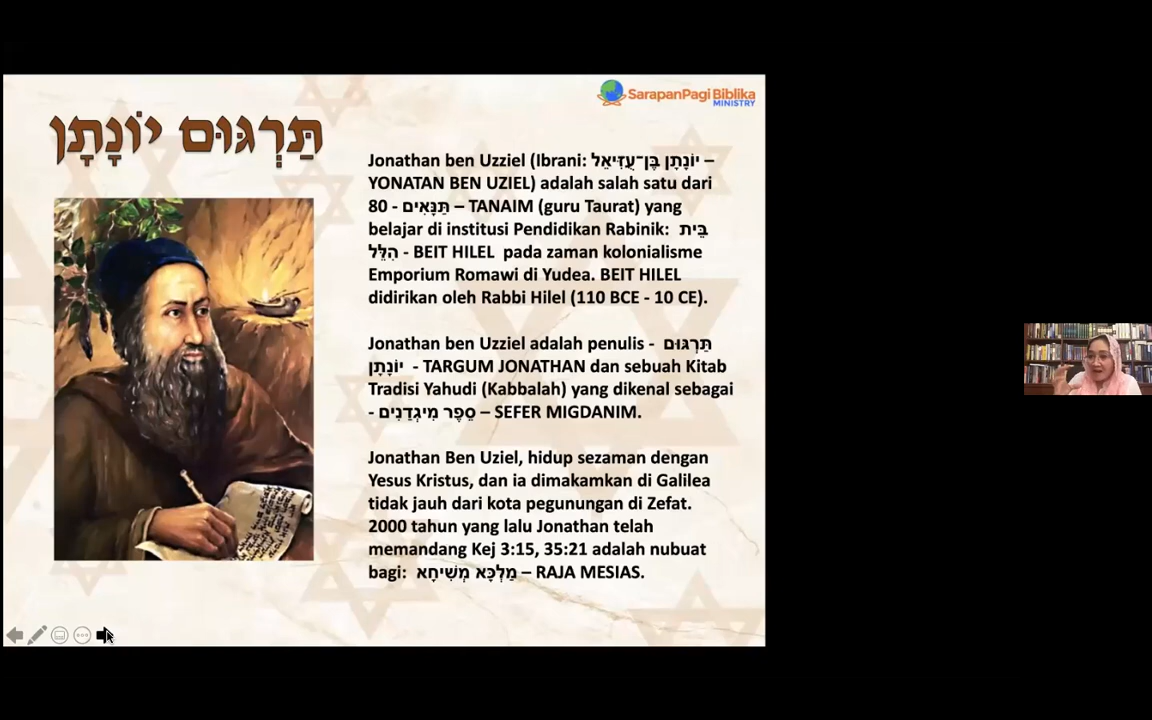 SarapanPagi Biblika
MINISTRY
תַּרְגּוּם יוֹנָתָן
Jonathan ben Uzziel (Ibrani: יוֹנָתָן בֶּן־עֻזִּיאֵל –
YONATAN BEN UZIEL) adalah salah satu dari
80 - תַּנָּאִים – TANAIM (guru Taurat) yang
belajar di institusi Pendidikan Rabinik: בֵּית
הִלֵּל - BEIT HILEL pada zaman kolonialisme
Emporium Romawi di Yudea. BEIT HILEL
didirikan oleh Rabbi Hilel (110 BCE - 10 CE).
Jonathan ben Uzziel adalah penulis - תַּרְגּוּם
יוֹנָתָן - TARGUM JONATHAN dan sebuah Kitab
Tradisi Yahudi (Kabbalah) yang dikenal sebagai
- סֵפֶר מִיגְדַנִים – SEFER MIGDANIM.
Jonathan Ben Uziel, hidup sezaman dengan
Yesus Kristus, dan ia dimakamkan di Galilea
tidak jauh dari kota pegunungan di Zefat.
2000 tahun yang lalu Jonathan telah
memandang Kej 3:15, 35:21 adalah nubuat
bagi: מַלְכָּא מְשִׁיחָא – RAJA MESIAS.